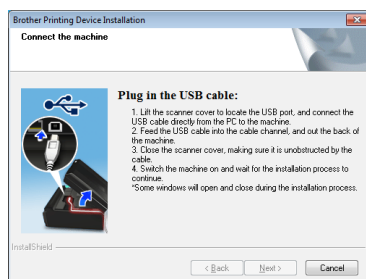 Brother Printing Device Installation
Connect the machine
Plug in the USB cable:
1. Lift the scanner cover to locate the USB port, and connect the
USB cable directly from the PC to the machine.
2. Feed the USB cable into the cable channel, and out the back of
the machine.
3. Close the scanner cover, making sure it is unobstructed by the
cable.
4. Switch the machine on and wait for the installation process to
continue.
*Some windows will open and close during the installation process.
InstallShield
< Back
Next >
Cancel